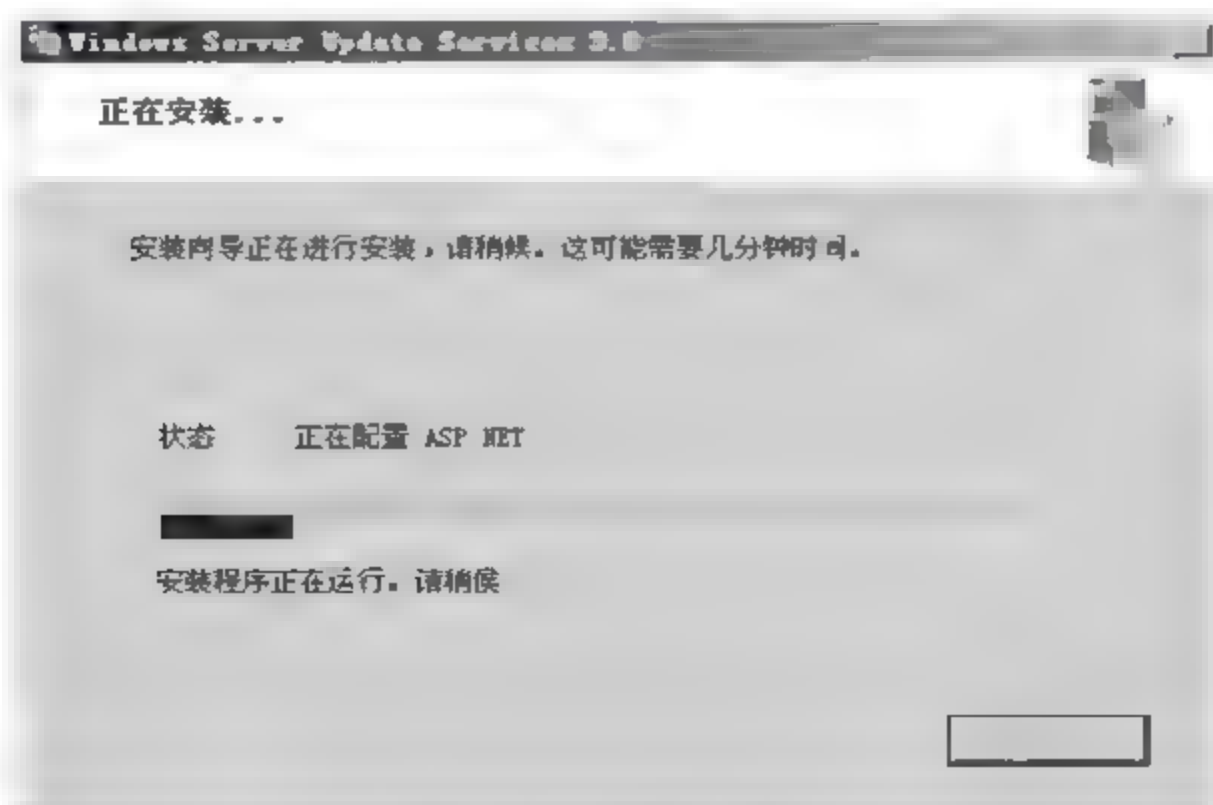 Windows Server Update Services 3.0
正在安装...
安装向导正在进行安装，请稍候。这可能需要几分钟时间。
状态 正在配置 ASP NET
安装程序正在运行。请稍侯